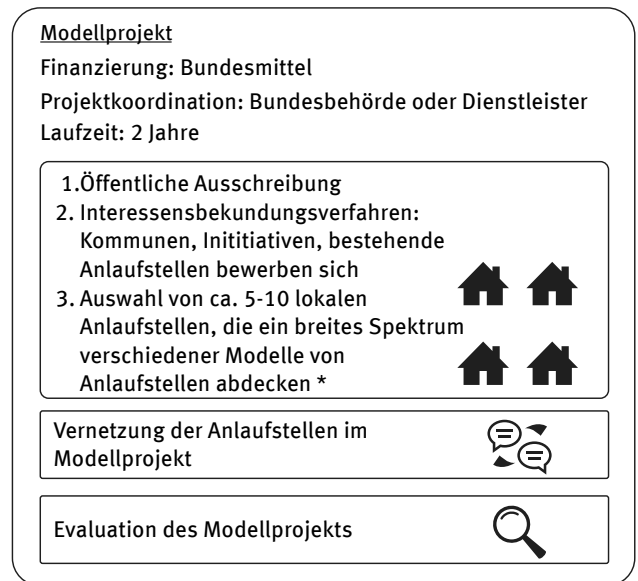 Modellprojekt
Finanzierung: Bundesmittel
Projektkoordination: Bundesbehörde oder Dienstleister
Laufzeit: 2 Jahre
1.Öffentliche Ausschreibung
2. Interessensbekundungsverfahren:
Kommunen, Inititiativen, bestehende
Anlaufstellen bewerben sich
3. Auswahl von ca. 5-10 lokalen
Anlaufstellen, die ein breites Spektrum
verschiedener Modelle von
Anlaufstellen abdecken *
Vernetzung der Anlaufstellen im
Modellprojekt
Evaluation des Modellprojekts